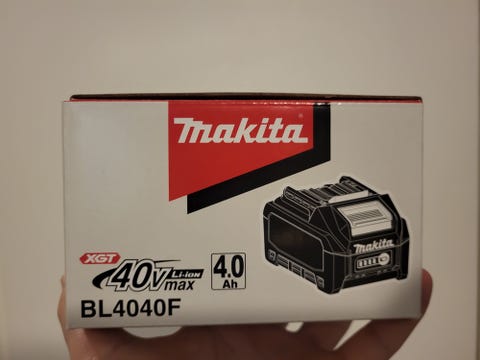 Makita
Makita
XGT
40Vmax
Li-ion
4.0
Ah
BL4040F